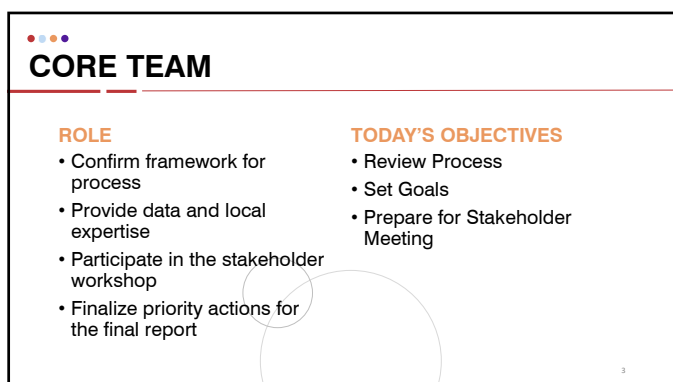 CORE TEAM
ROLE
• Confirm framework for
process
• Provide data and local
expertise
• Participate in the stakeholder
workshop
• Finalize priority actions for
the final report
TODAY'S OBJECTIVES
• Review Process
• Set Goals
• Prepare for Stakeholder
Meeting
3